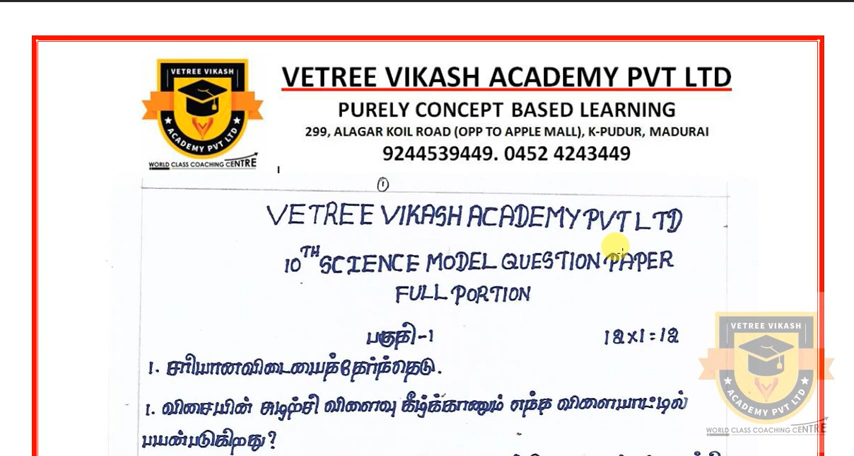 VETREE VIKASH
ACADEMY PVT LTD
WORLD CLASS COACHING CENTRE
VETREE VIKASH ACADEMY PVT LTD
PURELY CONCEPT BASED LEARNING
299, ALAGAR KOIL ROAD (OPP TO APPLE MALL), K-PUDUR, MADURAI
9244539449. 0452 4243449
1
VETREE VIKASH ACADEMY PVT LTD
10TH SCIENCE MODEL QUESTION PAPER
FULL PORTION
பகுதி-1 12x1=12
1. சரியானவிடையைத்தேர்ந்தெடு.
1. விசையின் சுழற்சி விளைவு கீழ்க்காணும் எந்த விளையாட்டில்
பயன்படுகிறது?
VETREE VIKASH
ACADEMY PVT LTD
WORLD CLASS COACHING CENTRE